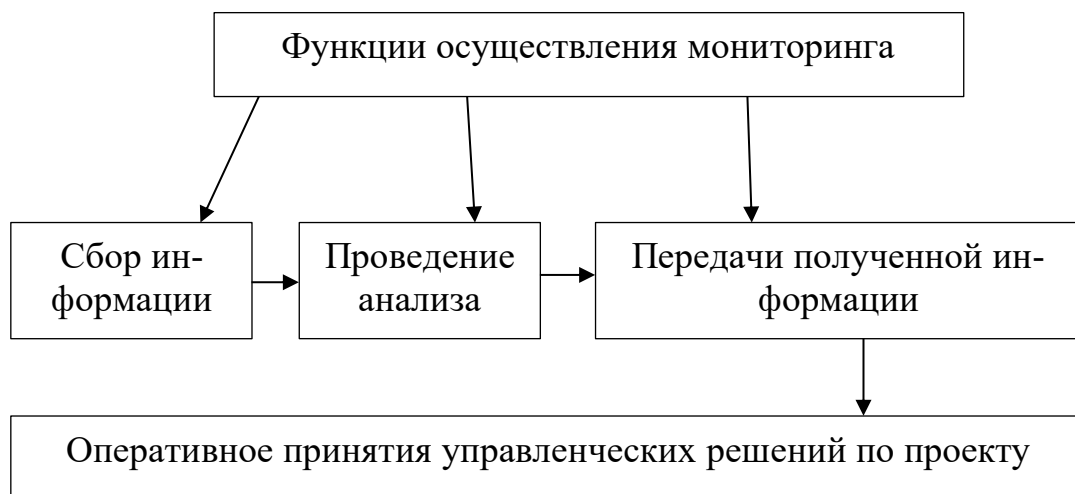 Функции осуществления мониторинга
Сбор ин-
формации
Проведение
анализа
Передачи полученной ин-
формации
Оперативное принятия управленческих решений по проекту